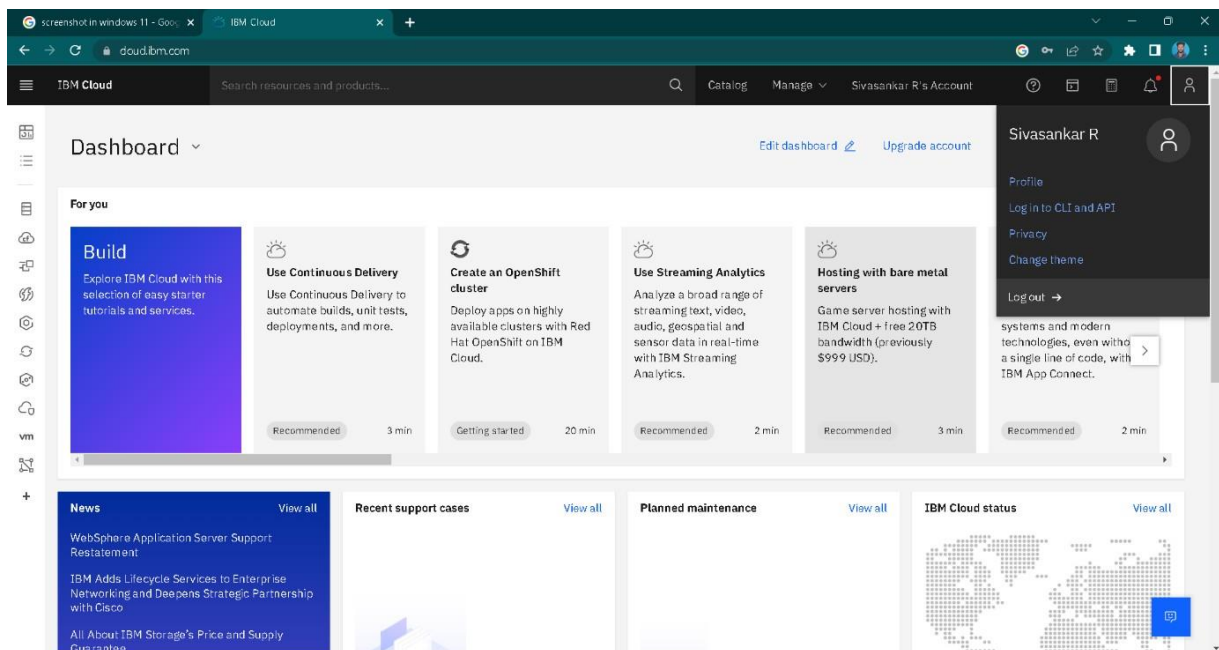 screenshot in windows 11 - Goog
IBM Cloud
cloud.ibm.com
IBM Cloud
Search resources and products...
Catalog
Manage
Sivasankar R's Account
Dashboard
Edit dashboard
Upgrade account
Sivasankar R
Profile
Log in to CLI and API
Privacy
Change theme
Log out →
For you
Build
Explore IBM Cloud with this
selection of easy starter
tutorials and services.
Use Continuous Delivery
Use Continuous Delivery to
automate builds, unit tests,
deployments, and more.
Recommended
3 min
Create an OpenShift
cluster
Deploy apps on highly
available clusters with Red
Hat OpenShift on IBM
Cloud.
Getting started
20 min
Use Streaming Analytics
Analyze a broad range of
streaming text, video,
audio, geospatial and
sensor data in real-time
with IBM Streaming
Analytics.
Recommended
2 min
Hosting with bare metal
servers
Game server hosting with
IBM Cloud + free 20TB
bandwidth (previously
$999 USD).
Recommended
3 min
systems and modern
technologies, even witho
a single line of code, with
IBM App Connect.
Recommended
2 min
vm
News
View all
WebSphere Application Server Support
Restatement
IBM Adds Lifecycle Services to Enterprise
Networking and Deepens Strategic Partnership
with Cisco
All About IBM Storage's Price and Supply
Guarantee
Recent support cases
View all
Planned maintenance
View all
IBM Cloud status
View all